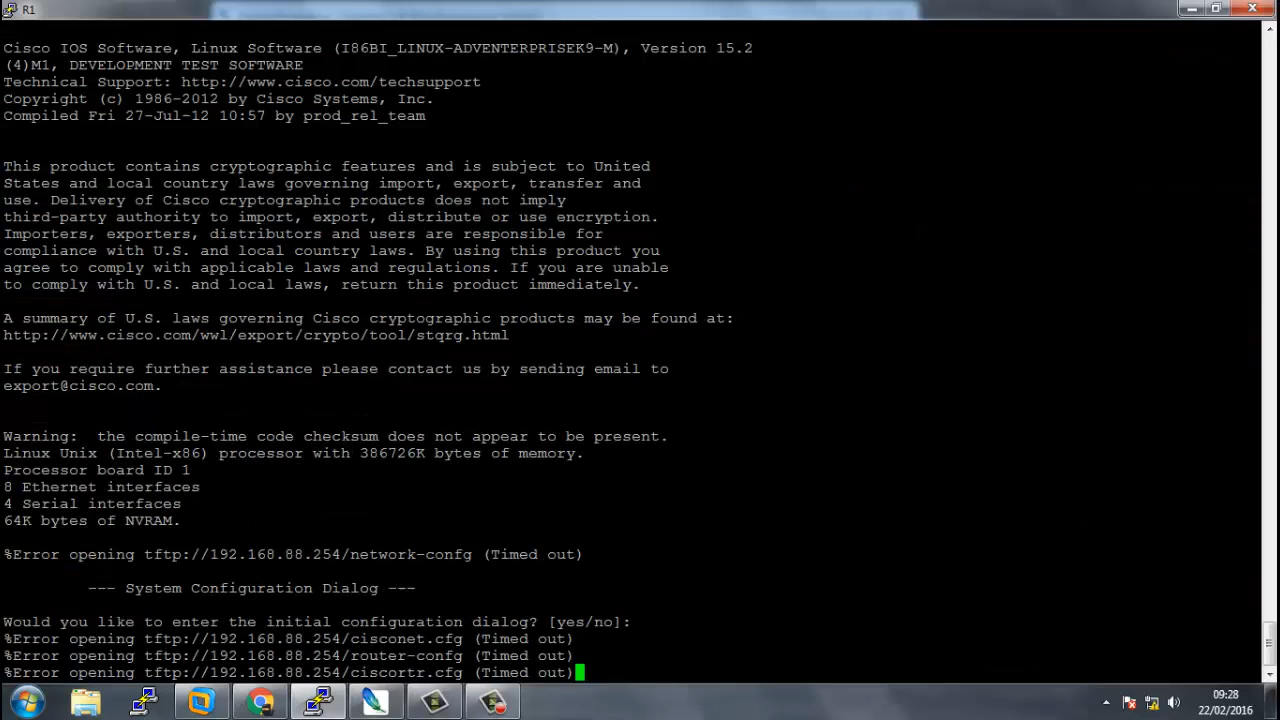 R1
Cisco IOS Software, Linux Software (I86BI_LINUX-ADVENTERPRISEK9-M), Version 15.2
(4)M1, DEVELOPMENT TEST SOFTWARE
Technical Support: http://www.cisco.com/techsupport
Copyright (c) 1986-2012 by Cisco Systems, Inc.
Compiled Fri 27-Jul-12 10:57 by prod_rel_team
This product contains cryptographic features and is subject to United
States and local country laws governing import, export, transfer and
use. Delivery of Cisco cryptographic products does not imply
third-party authority to import, export, distribute or use encryption.
Importers, exporters, distributors and users are responsible for
compliance with U.S. and local country laws. By using this product you
agree to comply with applicable laws and regulations. If you are unable
to comply with U.S. and local laws, return this product immediately.
A summary of U.S. laws governing Cisco cryptographic products may be found at:
http://www.cisco.com/wwl/export/crypto/tool/stqrg.html
If you require further assistance please contact us by sending email to
export@cisco.com.
Warning:  the compile-time code checksum does not appear to be present.
Linux Unix (Intel-x86) processor with 386726K bytes of memory.
Processor board ID 1
8 Ethernet interfaces
4 Serial interfaces
64K bytes of NVRAM.
%Error opening tftp://192.168.88.254/network-confg (Timed out)
--- System Configuration Dialog ---
Would you like to enter the initial configuration dialog? [yes/no]:
%Error opening tftp://192.168.88.254/cisconet.cfg (Timed out)
%Error opening tftp://192.168.88.254/router-confg (Timed out)
%Error opening tftp://192.168.88.254/ciscortr.cfg (Timed out)
09:28
22/02/2016